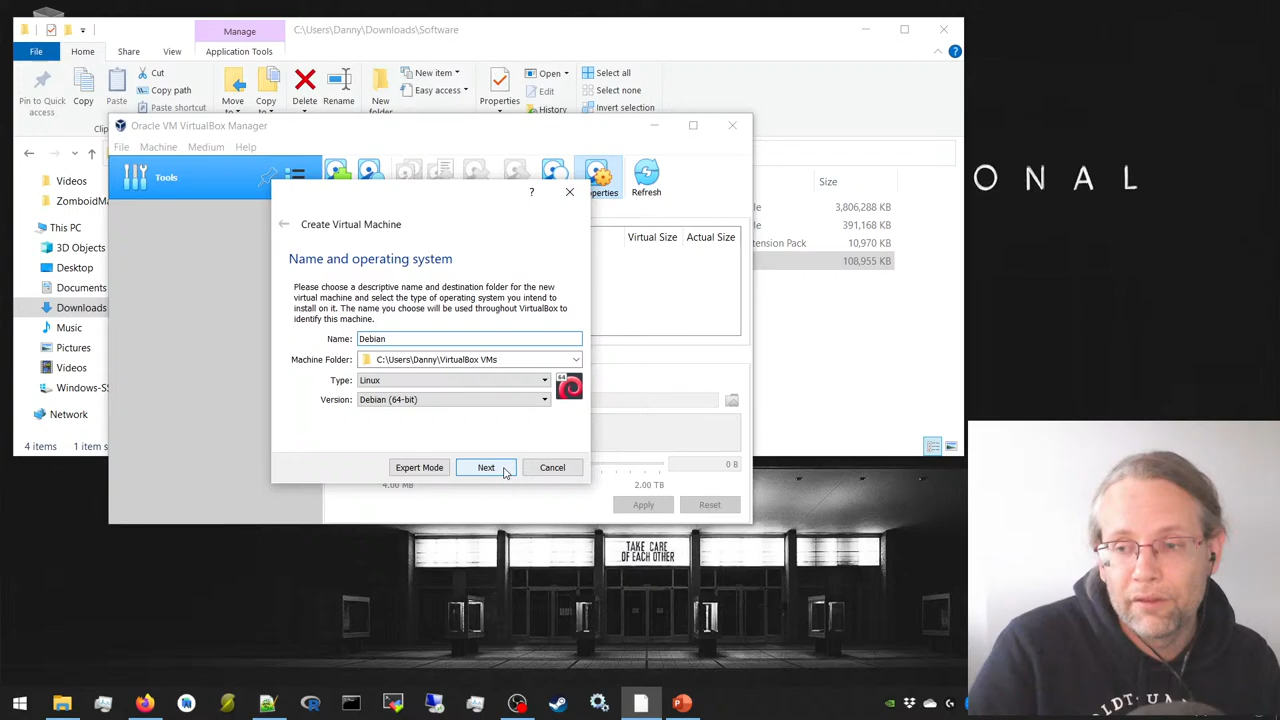 Manage
C:\Users\Danny\Downloads\Software
File
Home
Share
View
Application Tools
Pin to Quick access
Copy
Paste
Cut
Copy path
Paste shortcut
Move to
Copy to
Delete
Rename
New folder
New item
Easy access
Properties
Open
Edit
History
Select all
Select none
Invert selection
Oracle VM VirtualBox Manager
File
Machine
Medium
Help
Tools
Refresh
Videos
ZomboidM
This PC
3D Objects
Desktop
Documents
Downloads
Music
Pictures
Videos
Windows-SS
Network
4 items
1 item s
Size
3,806,288 KB
391,168 KB
10,970 KB
108,955 KB
tension Pack
Virtual Size
Actual Size
Create Virtual Machine
Name and operating system
Please choose a descriptive name and destination folder for the new
virtual machine and select the type of operating system you intend to
install on it. The name you choose will be used throughout VirtualBox to
identify this machine.
Name:
Debian
Machine Folder:
C:\Users\Danny\VirtualBox VMs
Type:
Linux
Version:
Debian (64-bit)
64
Expert Mode
Next
Cancel
0 B
4.00 MB
2.00 TB
Apply
Reset
O N A L
TAKE CARE
OF EACH OTHER